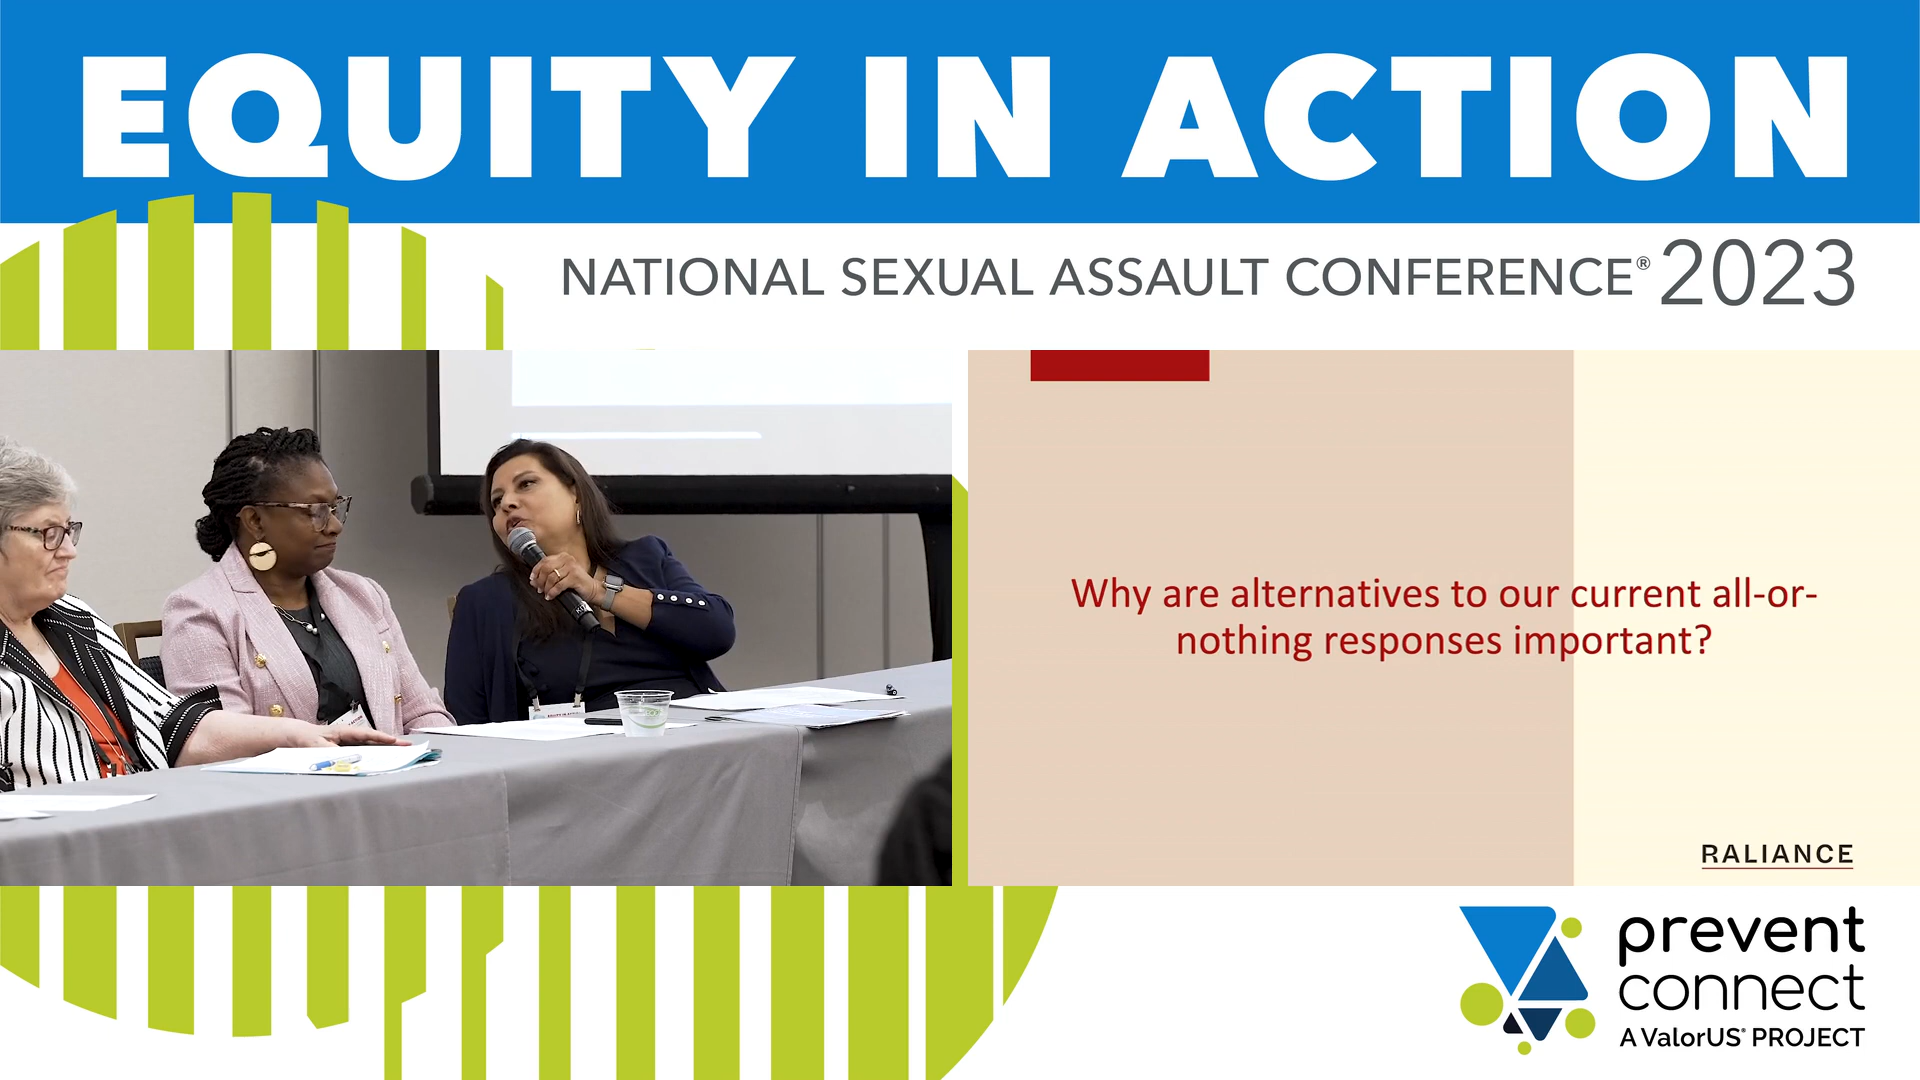 EQUITY IN ACTION
NATIONAL SEXUAL ASSAULT CONFERENCE® 2023
Why are alternatives to our current all-or-
nothing responses important?
RALIANCE
prevent
connect
A ValorUS® PROJECT